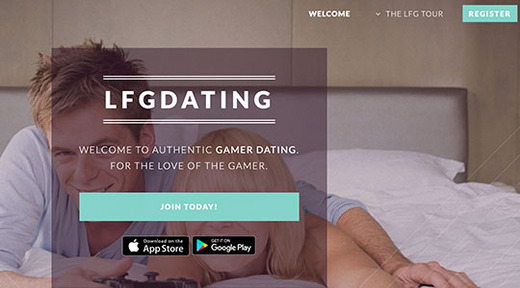 WELCOME
THE LFG TOUR
REGISTER
LFGDATING
WELCOME TO AUTHENTIC GAMER DATING.
FOR THE LOVE OF THE GAMER.
JOIN TODAY!
Download on the
App Store
GET IT ON
Google Play